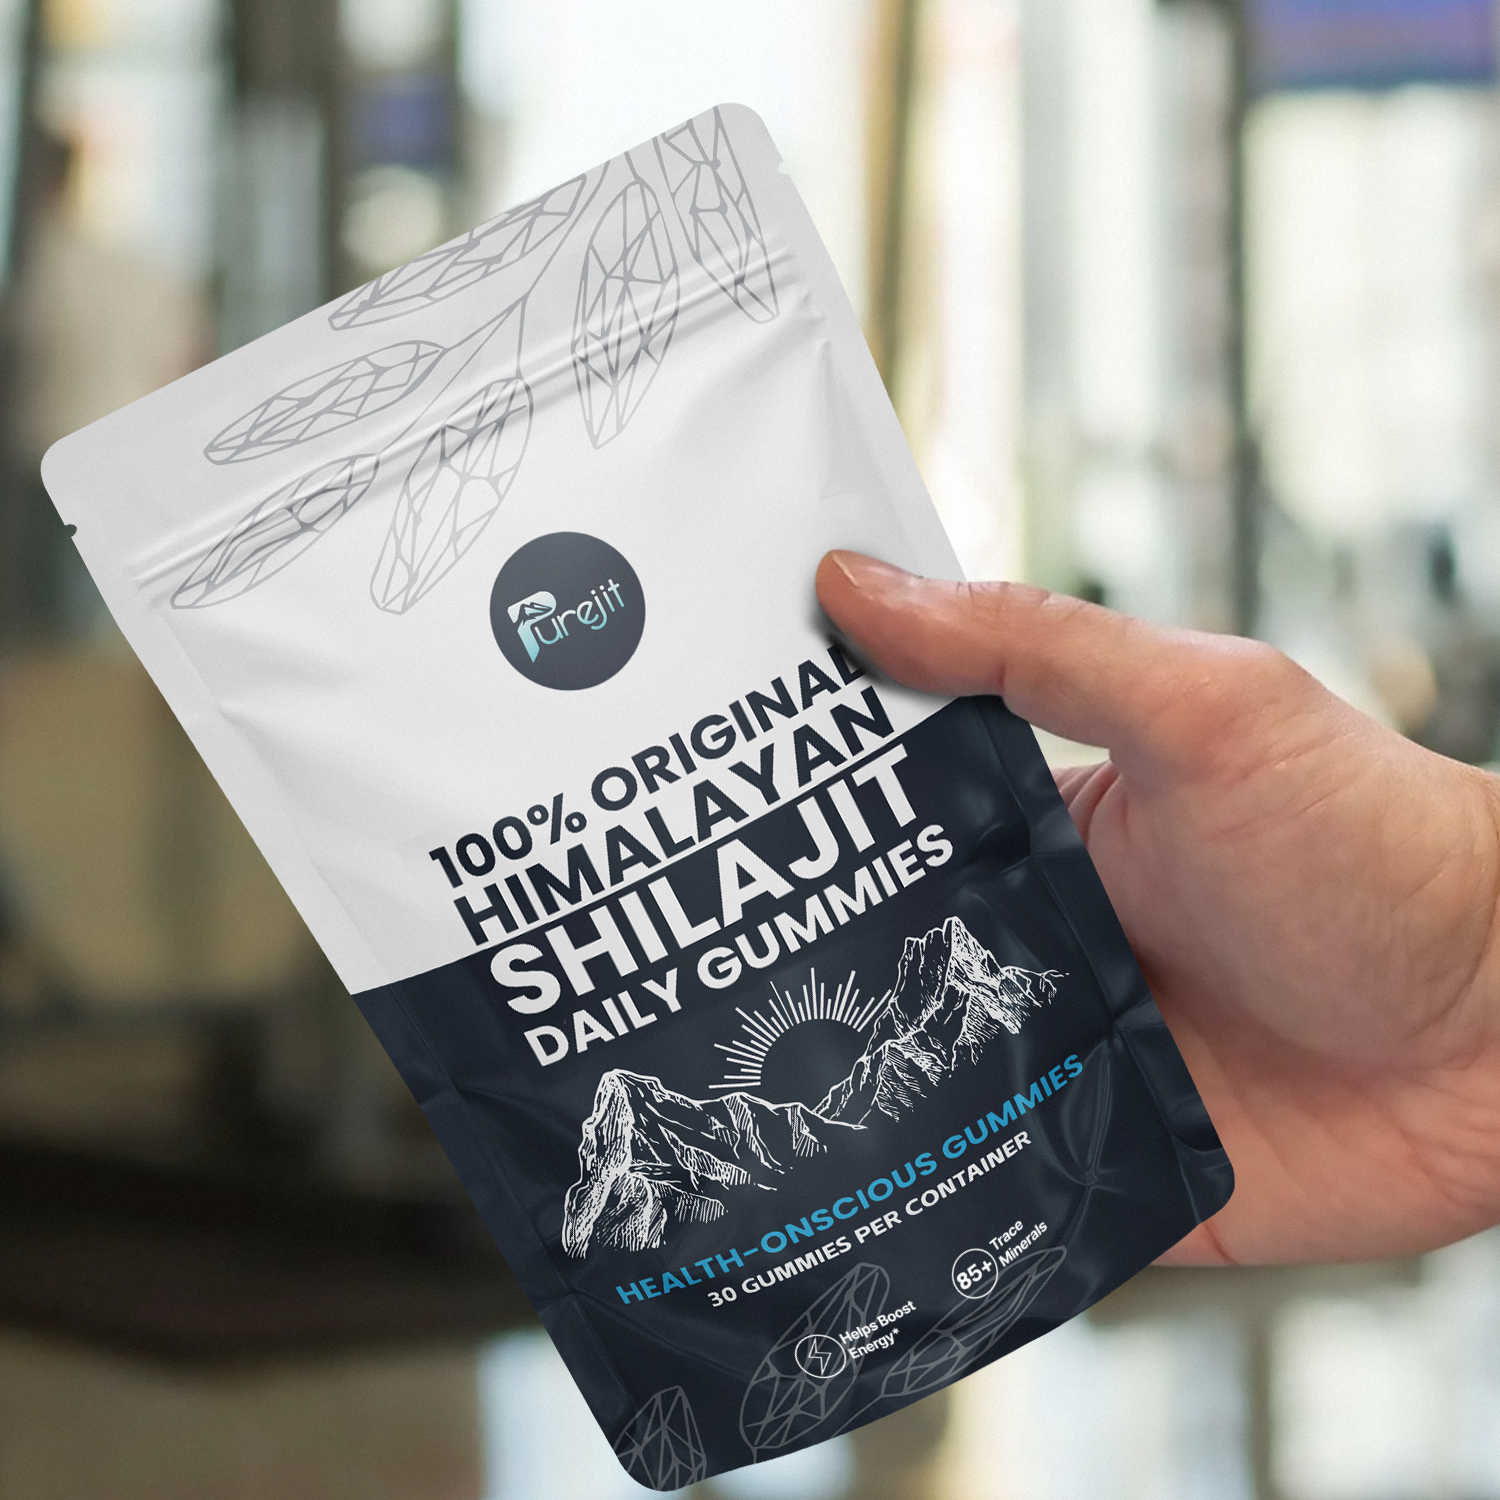 Purejit
100% ORIGINAL
HIMALAYAN
SHILAJIT
DAILY GUMMIES
HEALTH-ONSCIOUS GUMMIES
30 GUMMIES PER CONTAINER
85+ Trace
Minerals
Helps Boost
Energy*